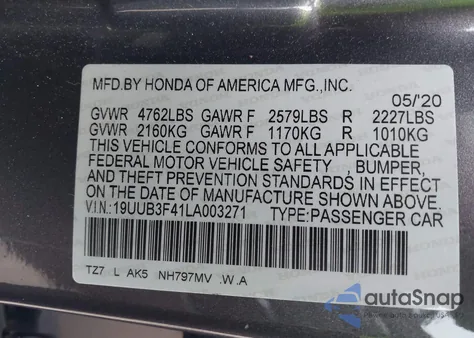 MFD.BY HONDA OF AMERICA MFG.,INC.
05/'20
GVWR 4762LBS GAWR F 2579LBS R 2227LBS
GVWR 2160KG GAWR F 1170KG R 1010KG
THIS VEHICLE CONFORMS TO ALL APPLICABLE
FEDERAL MOTOR VEHICLE SAFETY , BUMPER,
AND THEFT PREVENTION STANDARDS IN EFFECT
ON THE DATE OF MANUFACTURE SHOWN ABOVE.
V.I.N.:19UUB3F41LA003271 TYPE:PASSENGER CAR
TZ7 L AK5 NH797MV .W.A
autoSnap